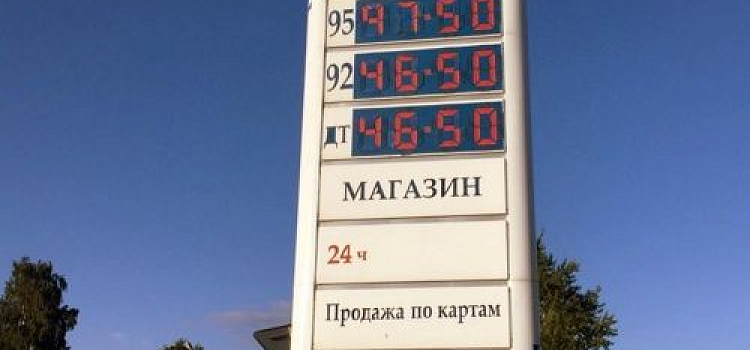 95 47.50
92 46.50
ДТ 46.50
МАГАЗИН
24 ч
Продажа по картам